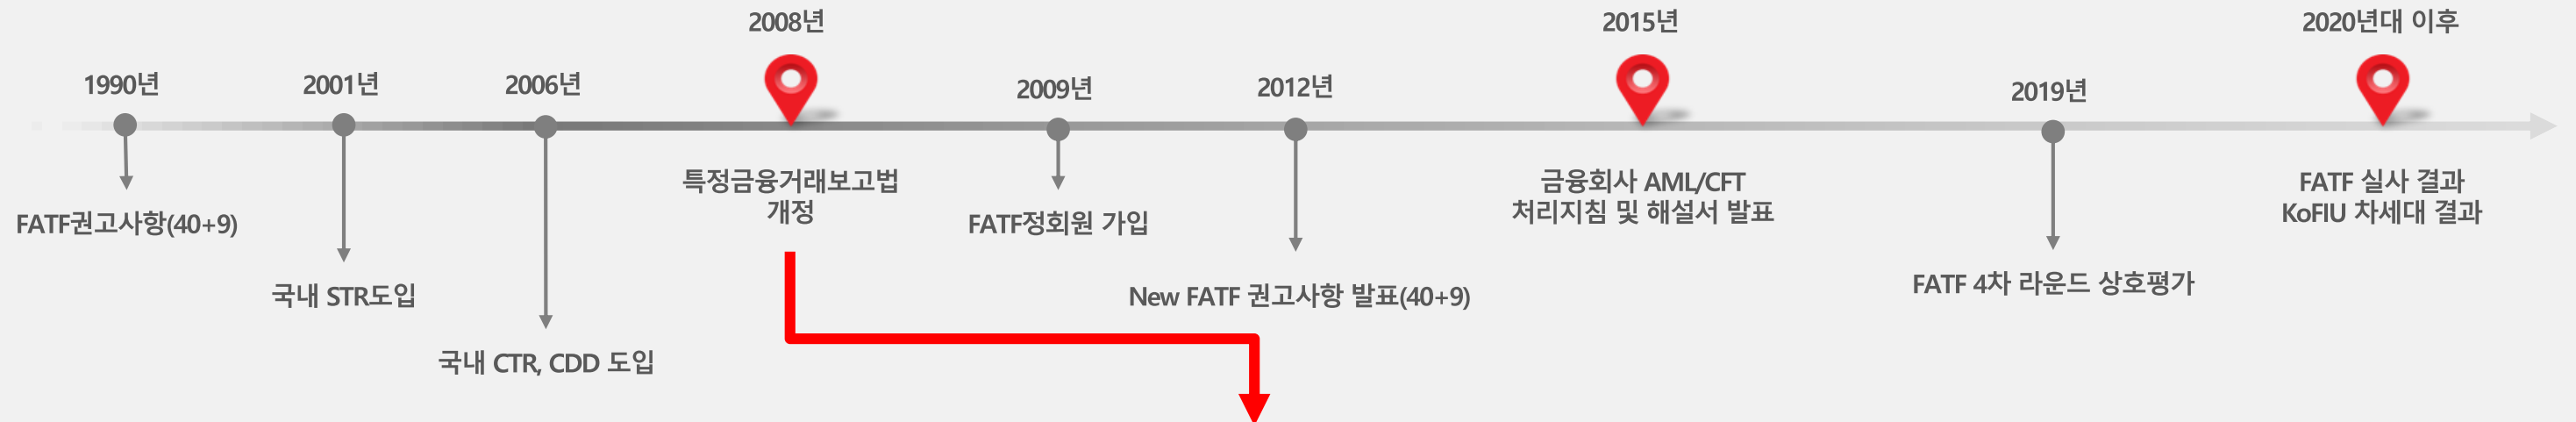 1990년
FATF권고사항(40+9)
2001년
국내 STR도입
2006년
국내 CTR, CDD 도입
2008년
특정금융거래보고법
개정
2009년
FATF정회원 가입
2012년
New FATF 권고사항 발표(40+9)
2015년
금융회사 AML/CFT
처리지침 및 해설서 발표
2019년
FATF 4차 라운드 상호평가
2020년대 이후
FATF 실사 결과
KoFIU 차세대 결과